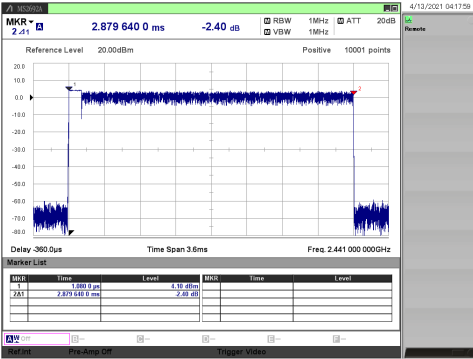 MS2692A
4/13/2021 04:17:59
MKR
2 Δ1
2.879 640 0 ms
-2.40 dB
RBW 1MHz ATT 20dB
VBW 1MHz
Remote
Reference Level 20.00dBm Positive 10001 points
20.0
10.0
0.0
-10.0
-20.0
-30.0
-40.0
-50.0
-60.0
-70.0
-80.0
1
2
Delay -360.0µs Time Span 3.6ms Freq. 2.441 000 000GHz
Marker List
MKR Time Level MKR Time Level
1 1.080 0 µs 4.10 dBm
2Δ1 2.879 640 0 ms -2.40 dB
Off
Ref.Int Pre-Amp Off Trigger Video